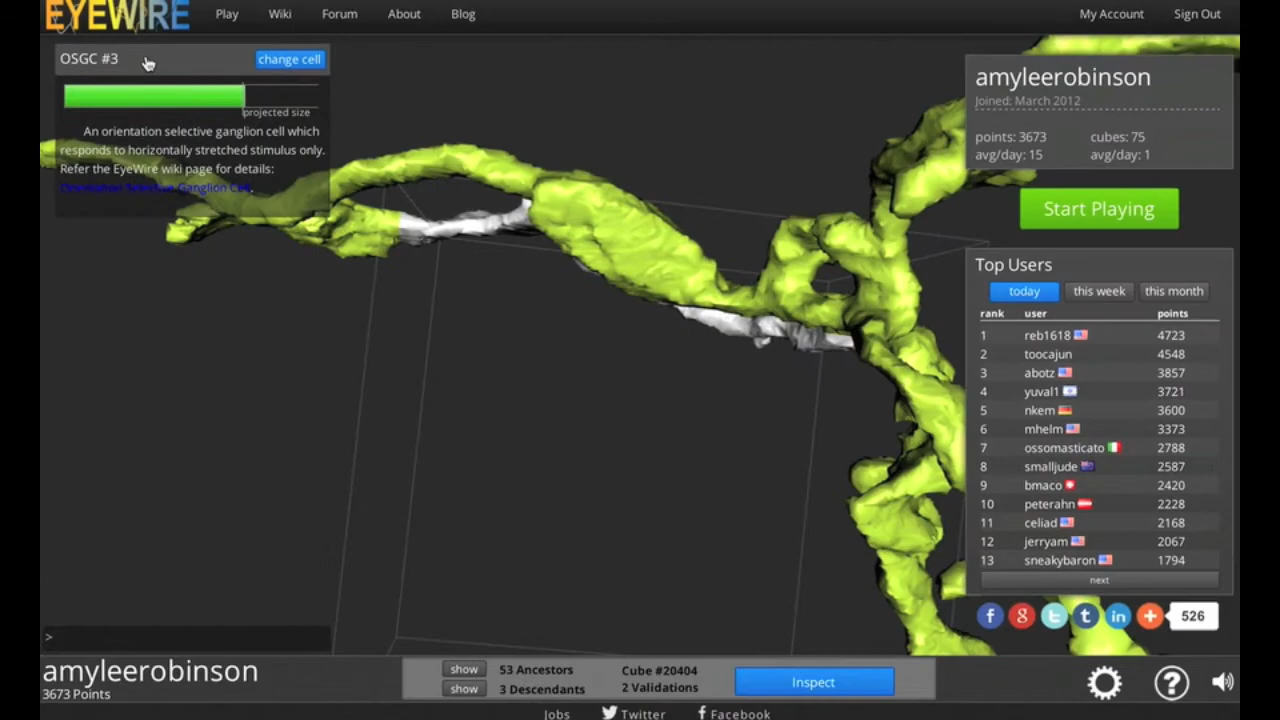 EYEWIRE
Play Wiki Forum About Blog My Account Sign Out
OSGC #3 change cell
projected size
An orientation selective ganglion cell which
responds to horizontally stretched stimulus only.
Refer the EyeWire wiki page for details:
Orientation Selective Ganglion Cell.
amyleerobinson
Joined: March 2012
points: 3673 cubes: 75
avg/day: 15 avg/day: 1
Start Playing
Top Users
today this week this month
rank user points
1 reb1618 4723
2 toocajun 4548
3 abotz 3857
4 yuval1 3721
5 nkem 3600
6 mhelm 3373
7 ossomasticato 2788
8 smalljude 2587
9 bmaco 2420
10 peterahn 2228
11 celiad 2168
12 jerryam 2067
13 sneakybaron 1794
next
526
>
amyleerobinson
3673 Points
show 53 Ancestors Cube #20404
show 3 Descendants 2 Validations
Inspect
Jobs Twitter Facebook